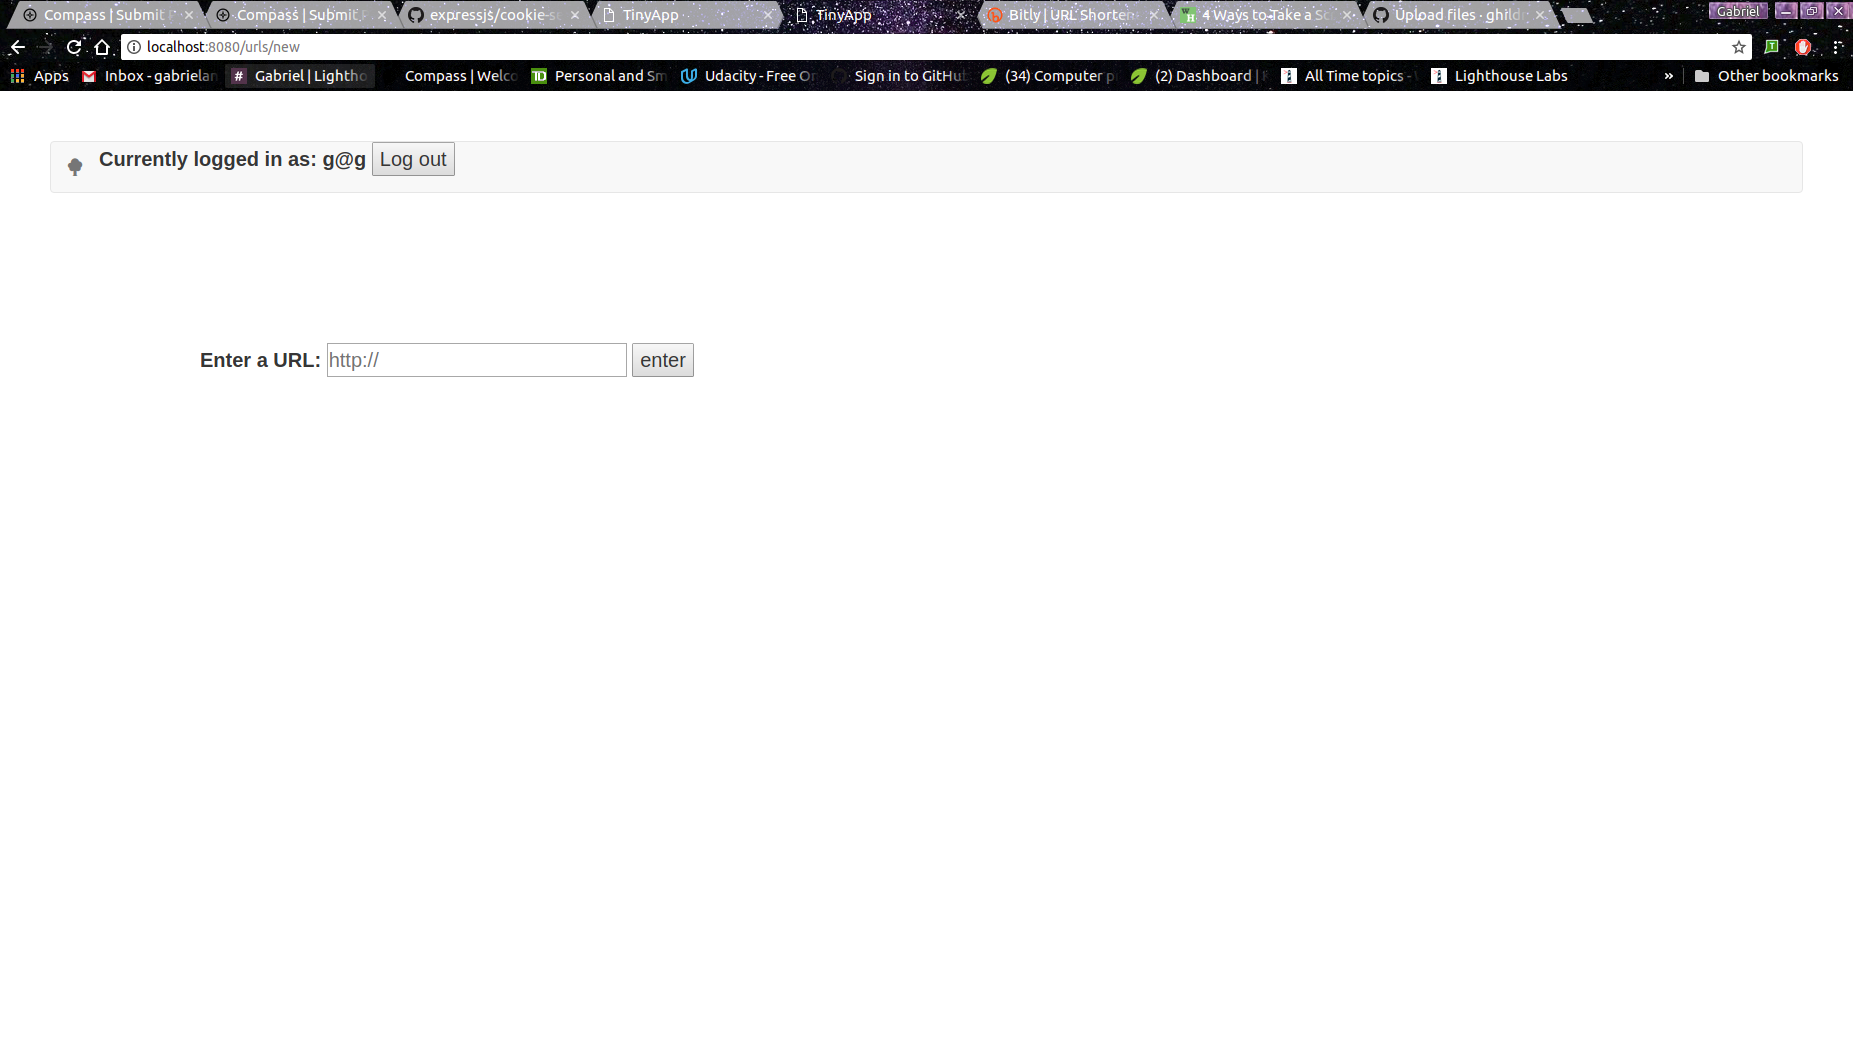 Compass | Submit
Compass | Submit
expressjs/cookie-s
TinyApp
TinyApp
Bitly | URL Shorten
4 Ways to Take a Sc
Upload files · ghild
Gabriel
localhost:8080/urls/new
Apps
Inbox - gabrielan
# Gabriel | Lightho
Compass | Welco
TD Personal and Sm
Udacity - Free On
Sign in to GitHub
(34) Computer p
(2) Dashboard |
All Time topics -
Lighthouse Labs
»
Other bookmarks
Currently logged in as: g@g Log out
Enter a URL: http:// enter